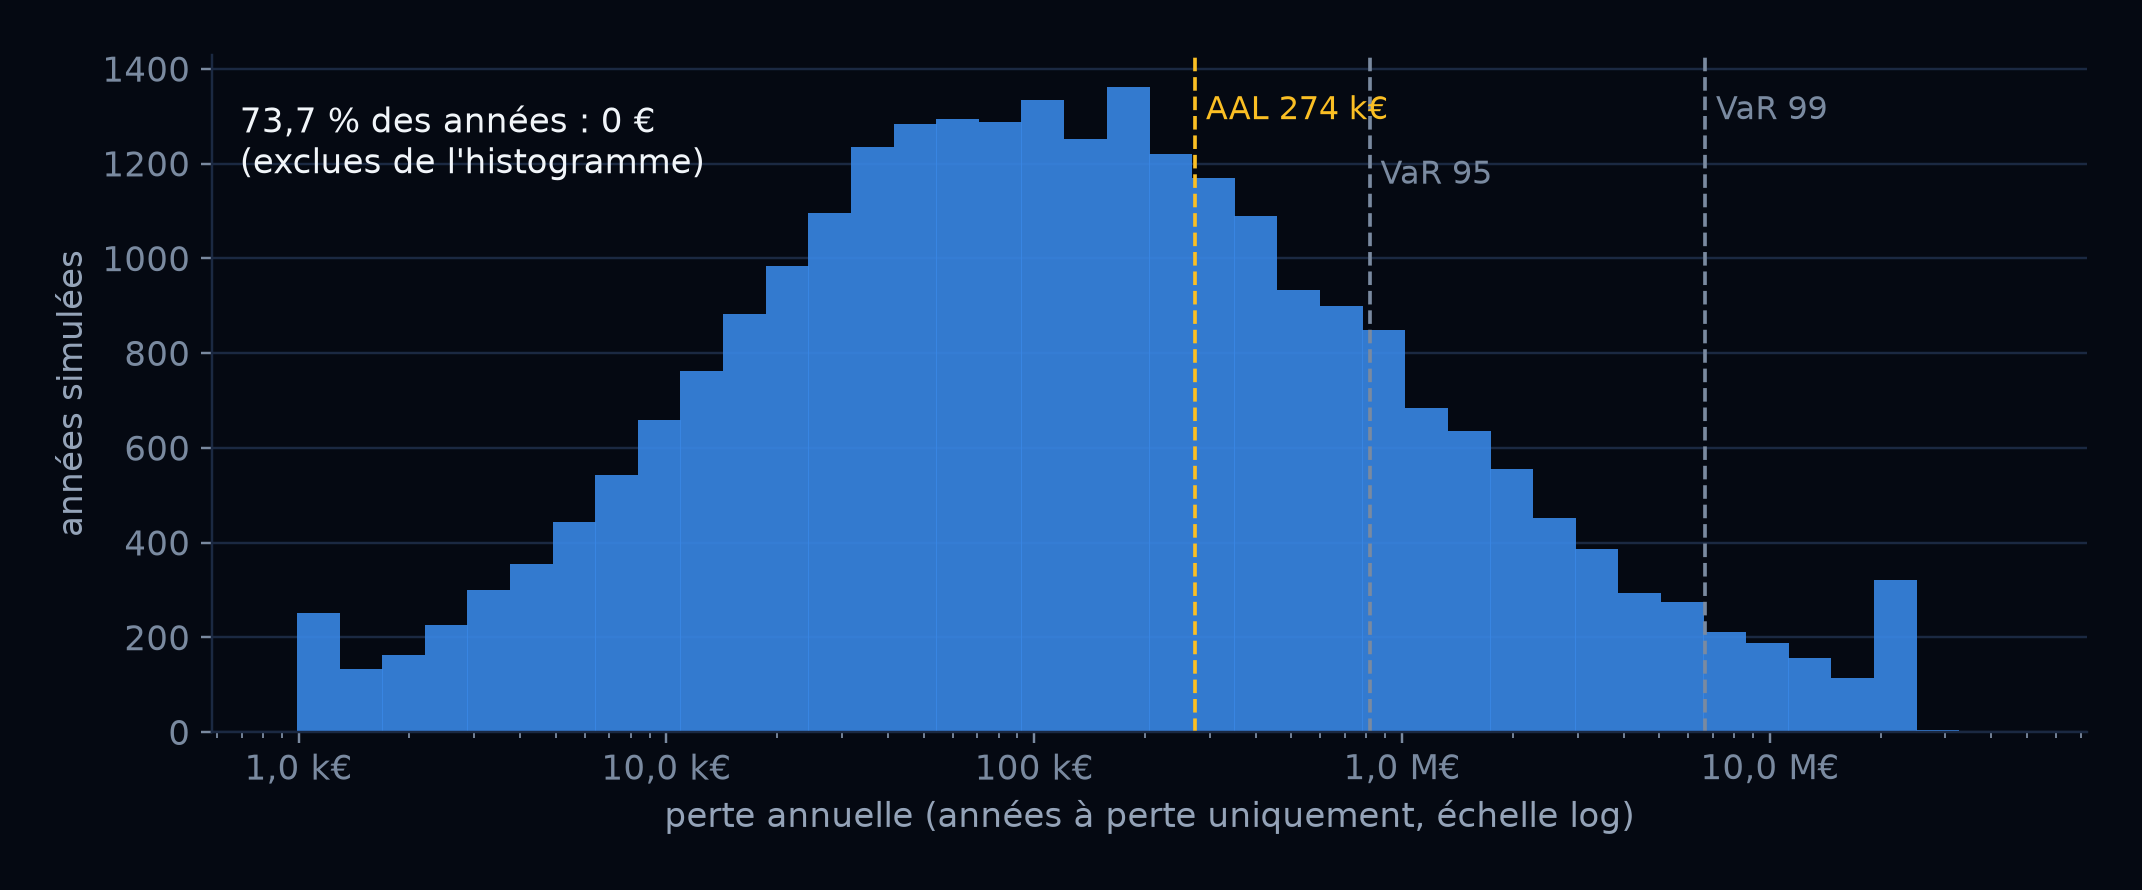 73,7 % des années : 0 €
(exclues de l'histogramme)
AAL 274 k€
VaR 95
VaR 99
années simulées
1400
1200
1000
800
600
400
200
0
1,0 k€
10,0 k€
100 k€
1,0 M€
10,0 M€
perte annuelle (années à perte uniquement, échelle log)